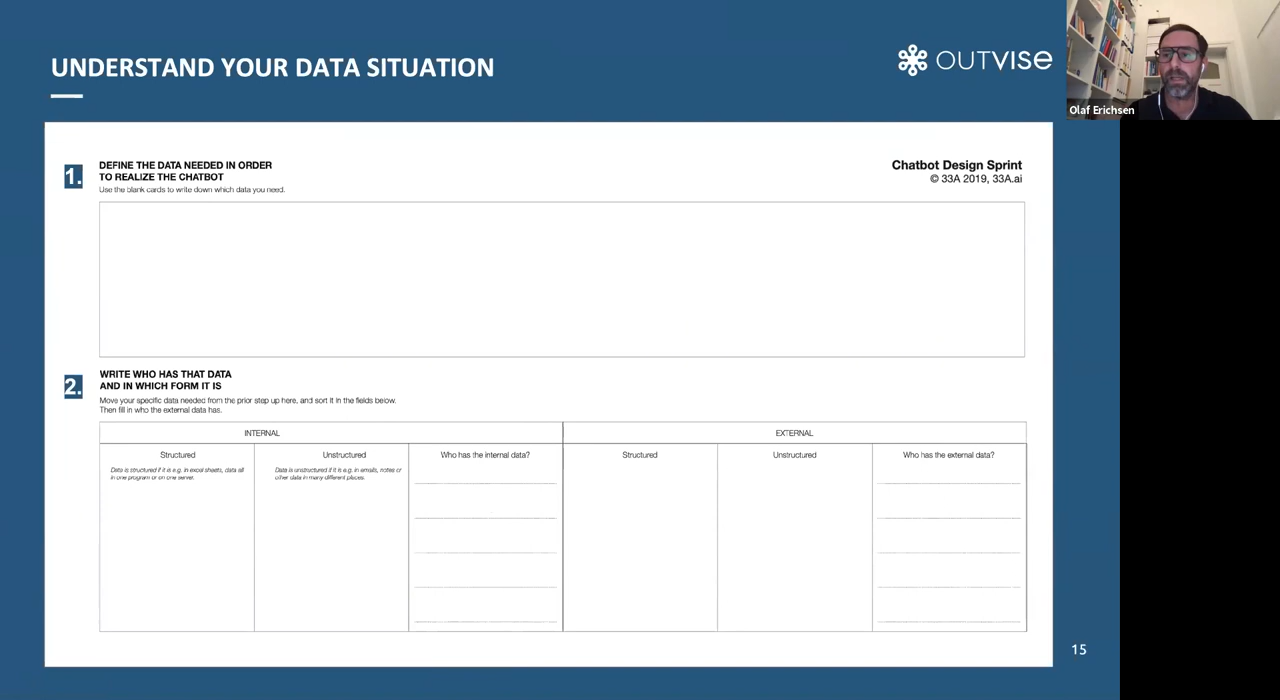 UNDERSTAND YOUR DATA SITUATION
OUTVISE
Olaf Erichsen
1.
DEFINE THE DATA NEEDED IN ORDER
TO REALIZE THE CHATBOT
Use the blank cards to write down which data you need.
Chatbot Design Sprint
© 33A 2019, 33A.ai
2.
WRITE WHO HAS THAT DATA
AND IN WHICH FORM IT IS
Move your specific data needed from the prior step up here, and sort it in the fields below.
Then fill in who the external data has.
INTERNAL
EXTERNAL
Structured
Unstructured
Who has the internal data?
Structured
Unstructured
Who has the external data?
Data is structured if it is e.g. in excel sheets, data all
in one program or on one server.
Data is unstructured if it is e.g. in emails, notes or
other data in many different places.
15